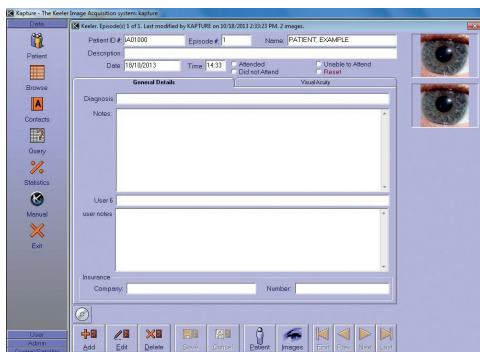 Kapture - The Keeler Image Acquisition system: kapture
Data
Keeler. Episode(s) 1 of 1. Last modified by KAPTURE on 10/18/2013 2:33:23 PM. 2 images.
Patient ID #: IA01000 Episode #: 1 Name: PATIENT, EXAMPLE
Description:
Date: 18/10/2013 Time: 14:33 Attended Unable to Attend
Did not Attend Reset
General Details Visual Acuity
Diagnosis
Notes:
User 6
user notes
Insurance
Company: Number:
Patient
Browse
A
Contacts
?
Query
%
Statistics
K
Manual
Exit
User
Admin
Add Edit Delete Save Cancel Patient Images First Prev Next Last